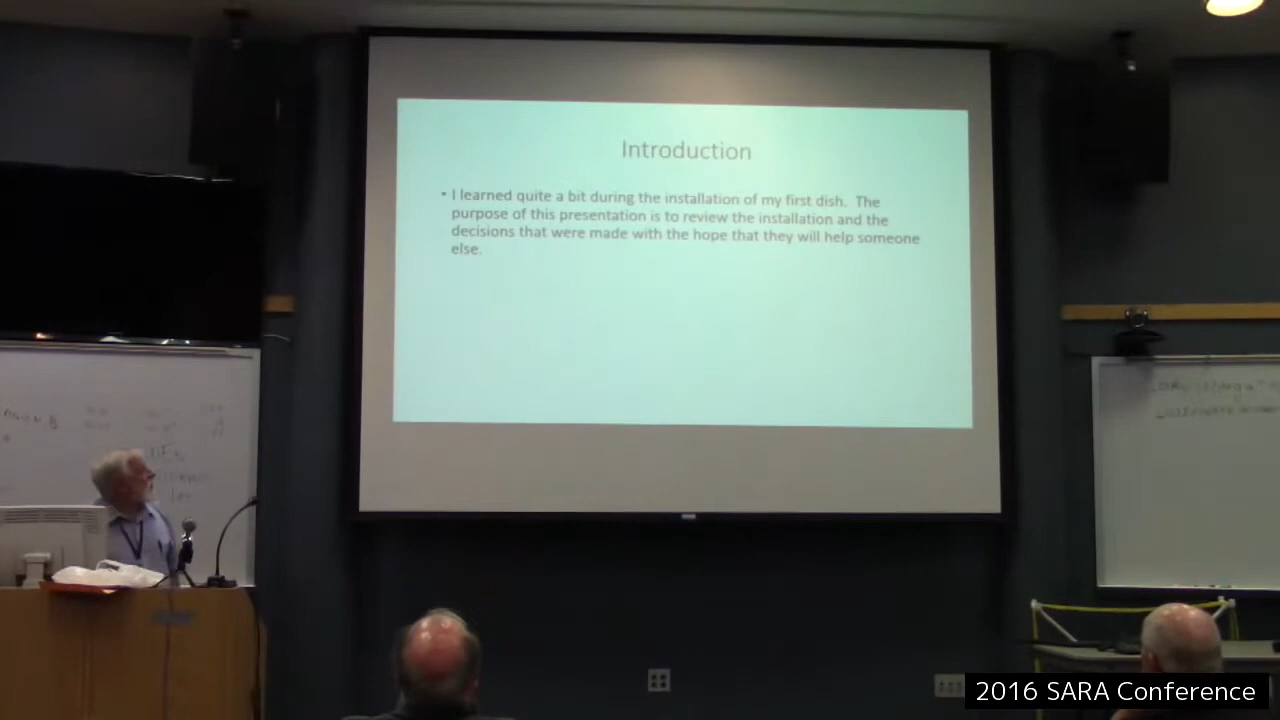 Introduction
• I learned quite a bit during the installation of my first dish. The
purpose of this presentation is to review the installation and the
decisions that were made with the hope that they will help someone
else.
2016 SARA Conference